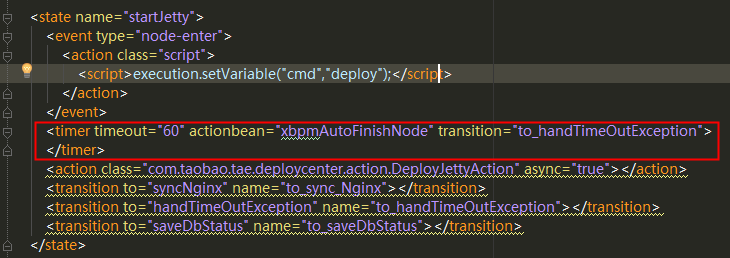 <state name="startJetty">
<event type="node-enter">
<action class="script">
<script>execution.setVariable("cmd","deploy");</script>
</action>
</event>
<timer timeout="60" actionbean="xbpmAutoFinishNode" transition="to_handTimeOutException">
</timer>
<action class="com.taobao.tae.deploycenter.action.DeployJettyAction" async="true"></action>
<transition to="syncNginx" name="to_sync_Nginx"></transition>
<transition to="handTimeOutException" name="to_handTimeOutException"></transition>
<transition to="saveDbStatus" name="to_saveDbStatus"></transition>
</state>